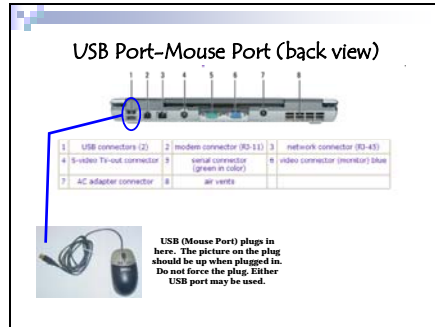 USB Port-Mouse Port (back view)
1 2 3 4 5 6 7 8
1 USB connectors (2) 2 modem connector (RJ-11) 3 network connector (RJ-45)
4 S-video TV-out connector 5 serial connector (green in color) 6 video connector (monitor) blue
7 AC adapter connector 8 air vents
USB (Mouse Port) plugs in
here. The picture on the plug
should be up when plugged in.
Do not force the plug. Either
USB port may be used.